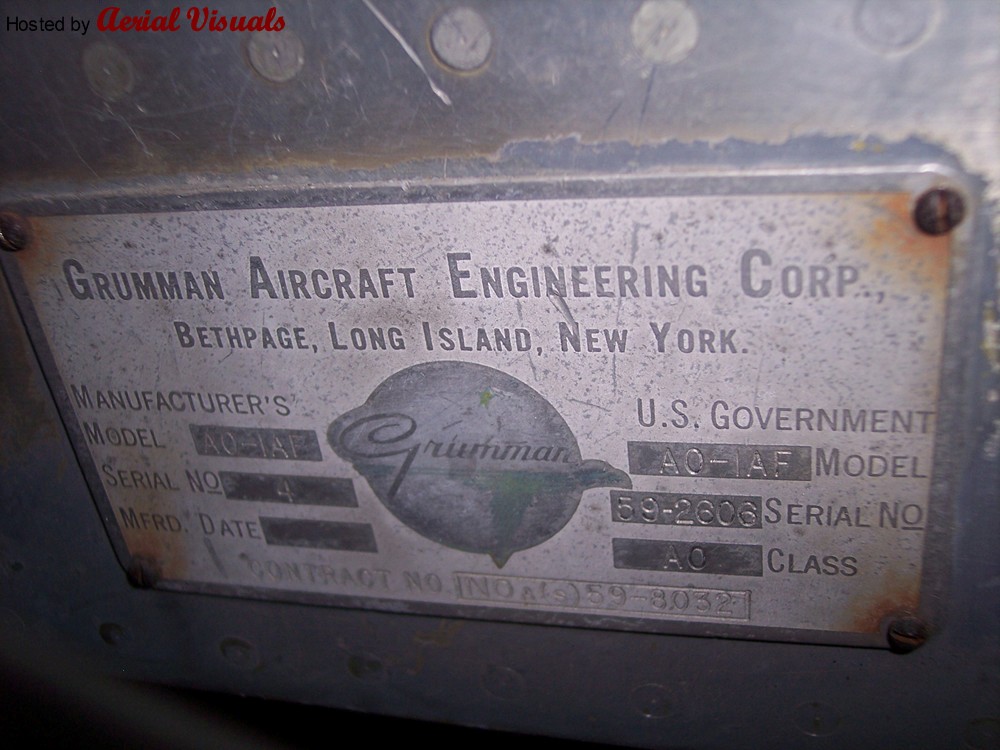 Hosted by Aerial Visuals
GRUMMAN AIRCRAFT ENGINEERING CORP.,
BETHPAGE, LONG ISLAND, NEW YORK.
MANUFACTURER'S
MODEL AO-1AF
SERIAL NO 4
MFRD. DATE
Grumman
U.S. GOVERNMENT
AO-1AF MODEL
59-2606 SERIAL NO
AO CLASS
CONTRACT NO. NOa(s)59-8032